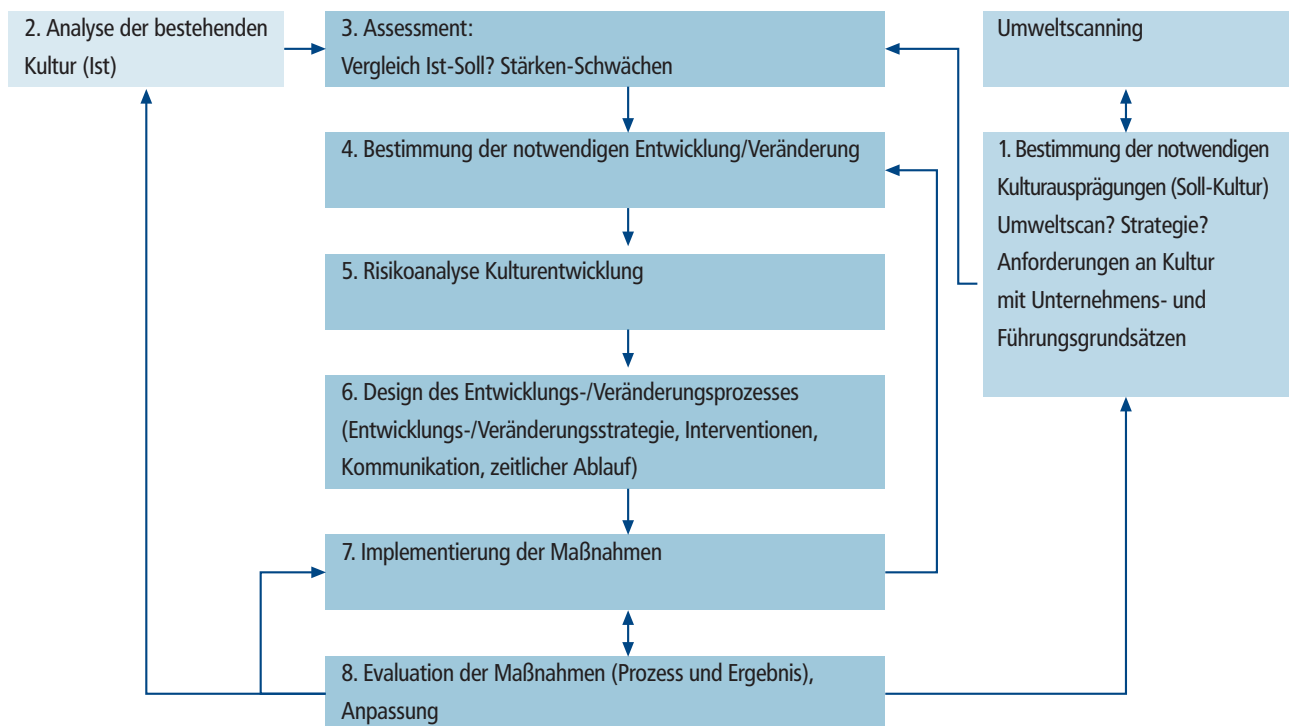 2. Analyse der bestehenden
Kultur (Ist)
3. Assessment:
Vergleich Ist-Soll? Stärken-Schwächen
Umweltscanning
4. Bestimmung der notwendigen Entwicklung/Veränderung
1. Bestimmung der notwendigen
Kulturausprägungen (Soll-Kultur)
Umweltscan? Strategie?
Anforderungen an Kultur
mit Unternehmens- und
Führungsgrundsätzen
5. Risikoanalyse Kulturentwicklung
6. Design des Entwicklungs-/Veränderungsprozesses
(Entwicklungs-/Veränderungsstrategie, Interventionen,
Kommunikation, zeitlicher Ablauf)
7. Implementierung der Maßnahmen
8. Evaluation der Maßnahmen (Prozess und Ergebnis),
Anpassung